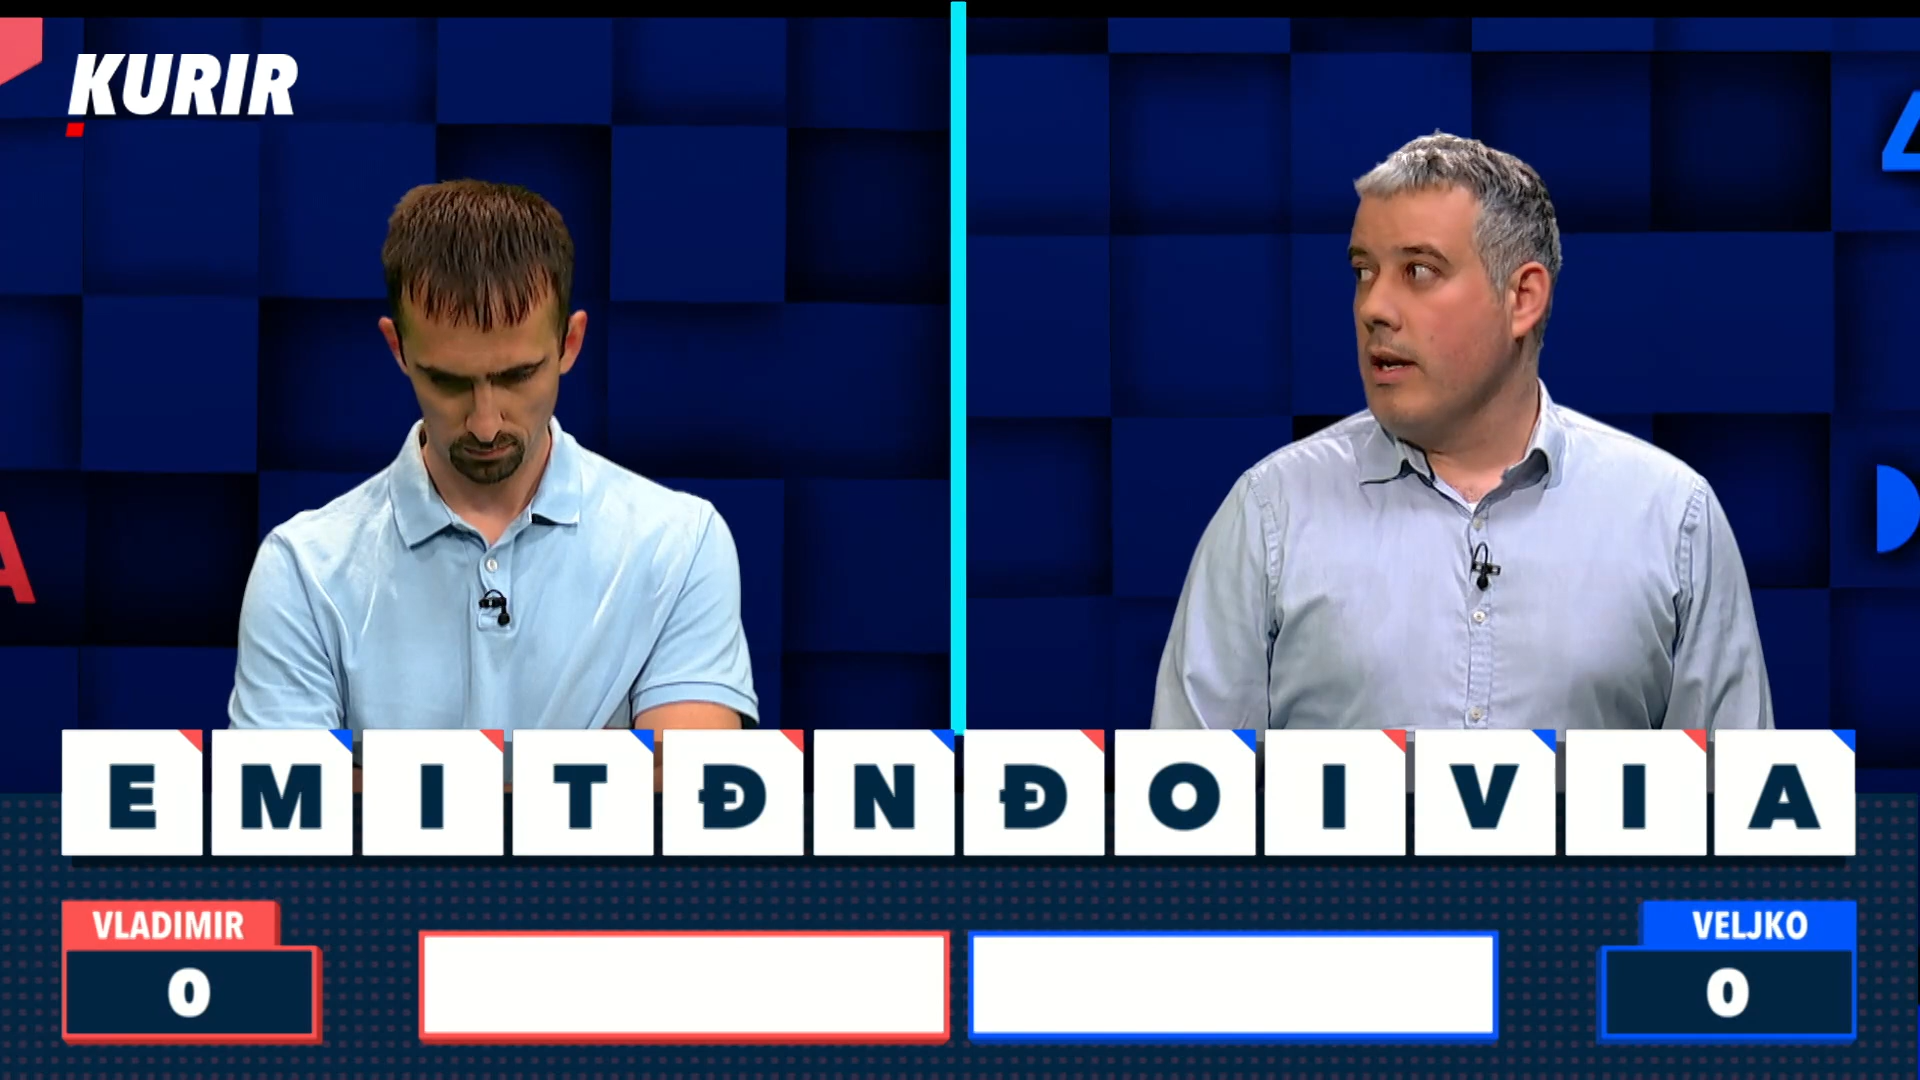 KURIR
E M I T Đ N Đ O I V I A
VLADIMIR
0
VELJKO
0